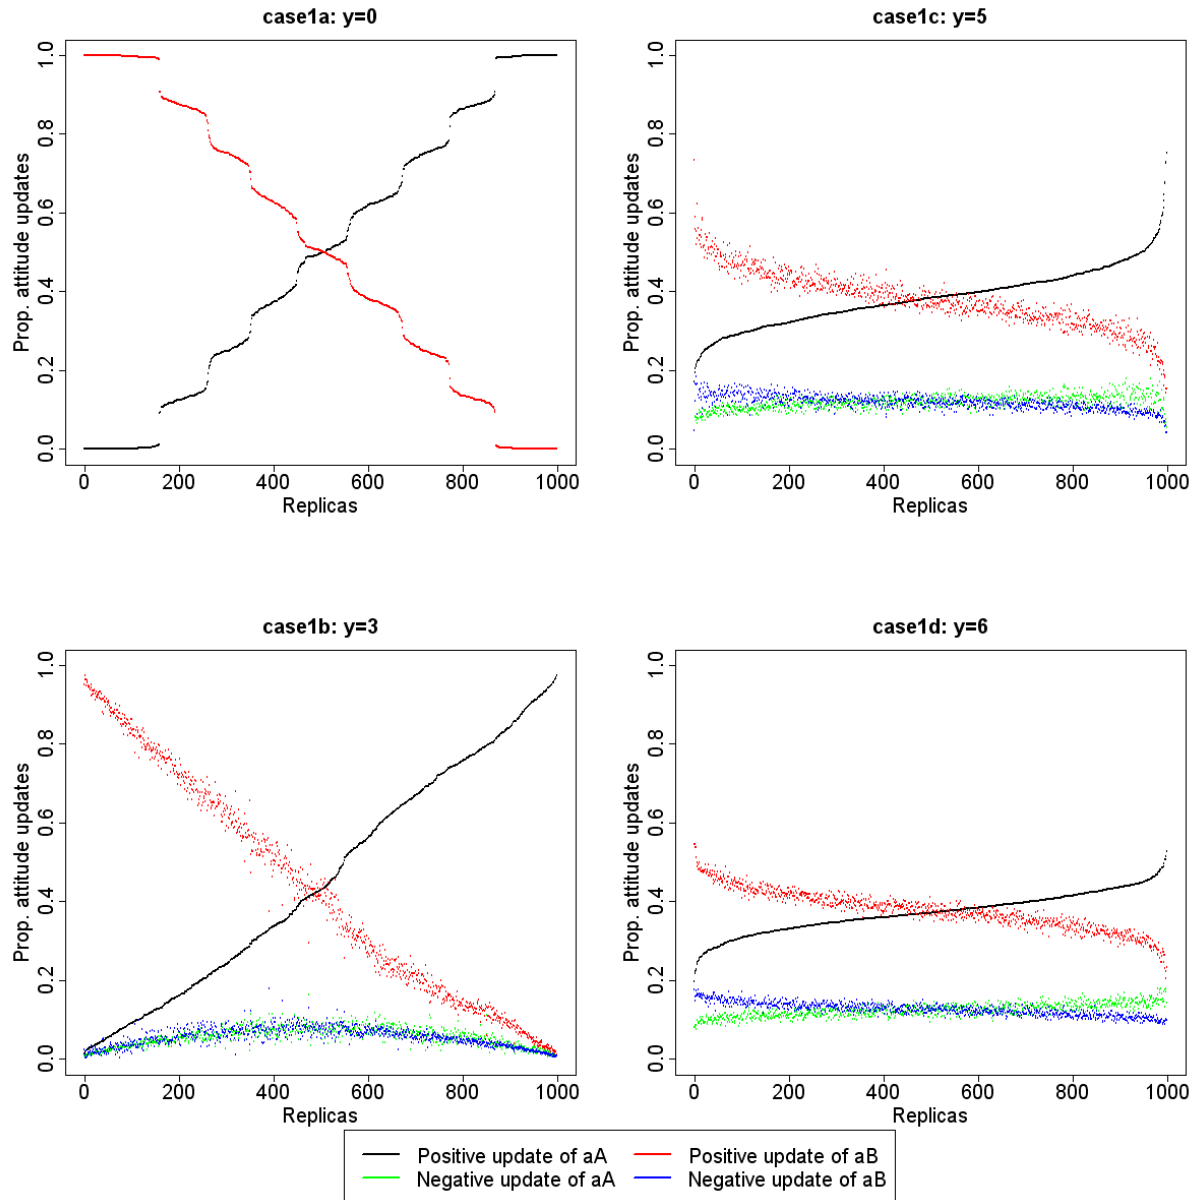 case1a: y=0
Prop. attitude updates
0.0 0.2 0.4 0.6 0.8 1.0
0 200 400 600 800 1000
Replicas
case1c: y=5
Prop. attitude updates
0.0 0.2 0.4 0.6 0.8 1.0
0 200 400 600 800 1000
Replicas
case1b: y=3
Prop. attitude updates
0.0 0.2 0.4 0.6 0.8 1.0
0 200 400 600 800 1000
Replicas
case1d: y=6
Prop. attitude updates
0.0 0.2 0.4 0.6 0.8 1.0
0 200 400 600 800 1000
Replicas
Positive update of aA Positive update of aB
Negative update of aA Negative update of aB